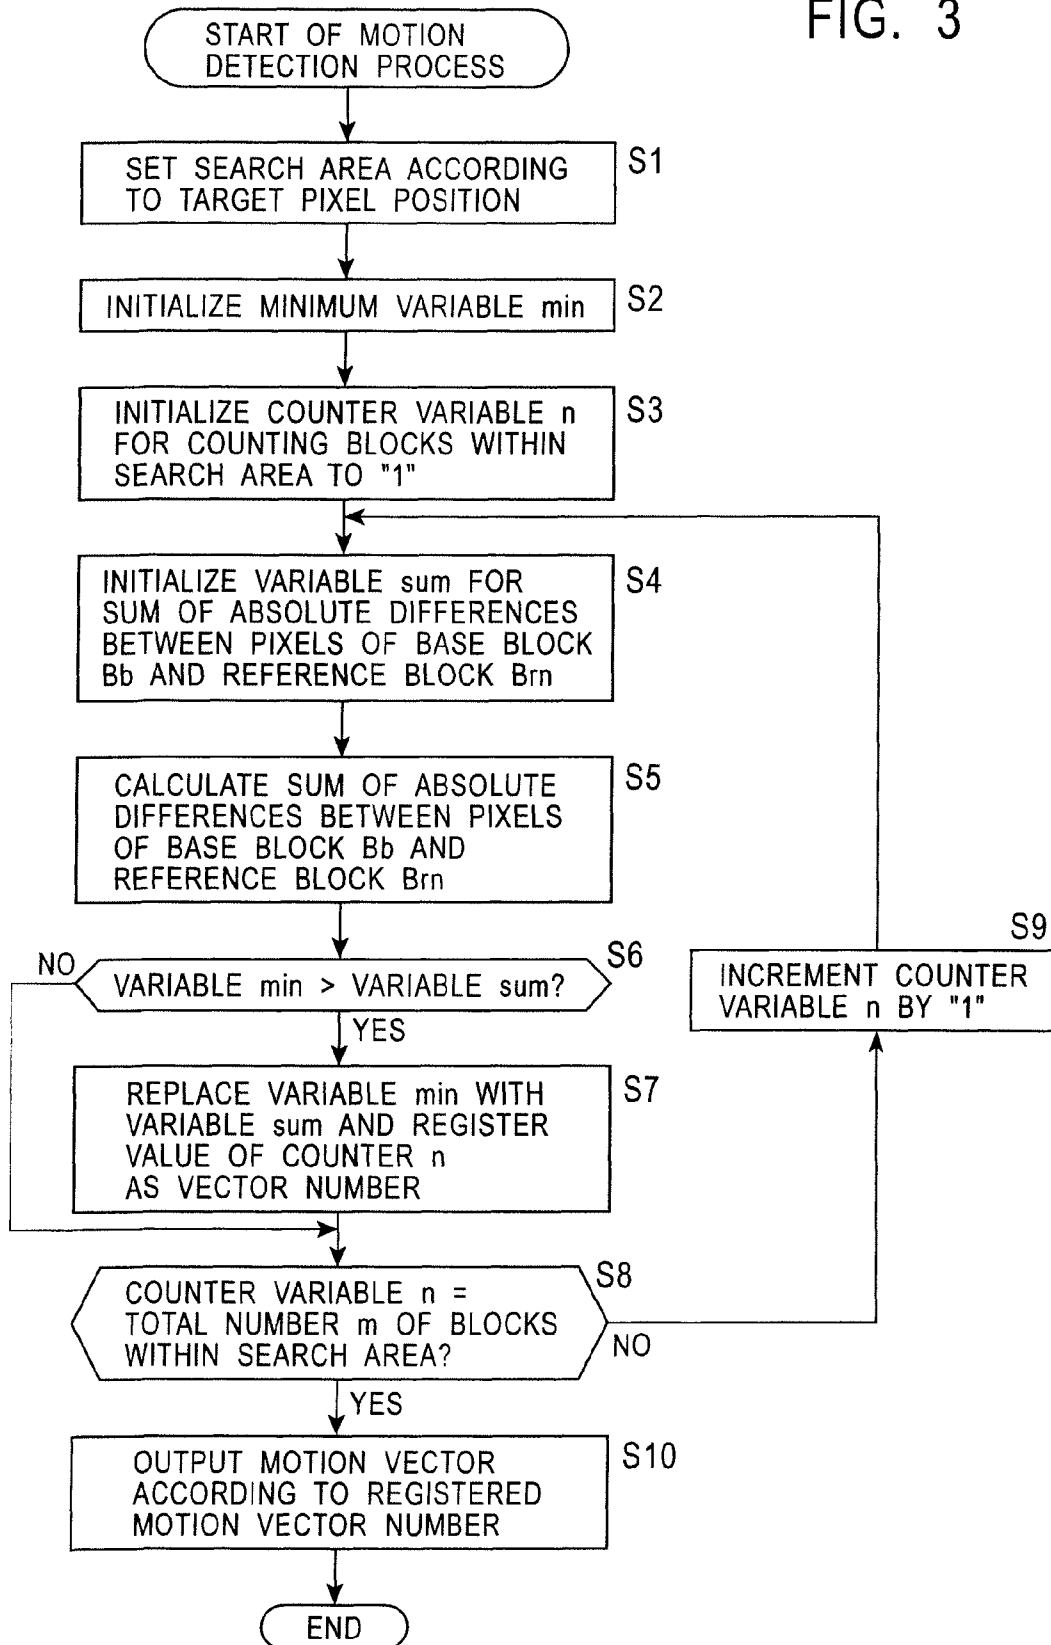 FIG. 3
START OF MOTION
DETECTION PROCESS
S1
SET SEARCH AREA ACCORDING
TO TARGET PIXEL POSITION
S2
INITIALIZE MINIMUM VARIABLE min
S3
INITIALIZE COUNTER VARIABLE n
FOR COUNTING BLOCKS WITHIN
SEARCH AREA TO "1"
S4
INITIALIZE VARIABLE sum FOR
SUM OF ABSOLUTE DIFFERENCES
BETWEEN PIXELS OF BASE BLOCK
Bb AND REFERENCE BLOCK Brn
S5
CALCULATE SUM OF ABSOLUTE
DIFFERENCES BETWEEN PIXELS
OF BASE BLOCK Bb AND
REFERENCE BLOCK Brn
S6
NO
VARIABLE min > VARIABLE sum?
YES
S9
INCREMENT COUNTER
VARIABLE n BY "1"
S7
REPLACE VARIABLE min WITH
VARIABLE sum AND REGISTER
VALUE OF COUNTER n
AS VECTOR NUMBER
S8
COUNTER VARIABLE n =
TOTAL NUMBER m OF BLOCKS
WITHIN SEARCH AREA?
NO
YES
S10
OUTPUT MOTION VECTOR
ACCORDING TO REGISTERED
MOTION VECTOR NUMBER
END